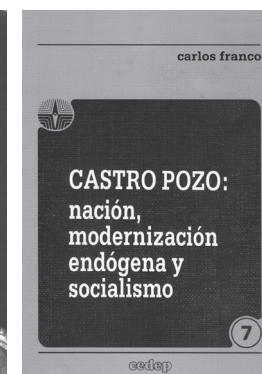 carlos franco
CASTRO POZO:
nación,
modernización
endógena y
socialismo
7
cedep